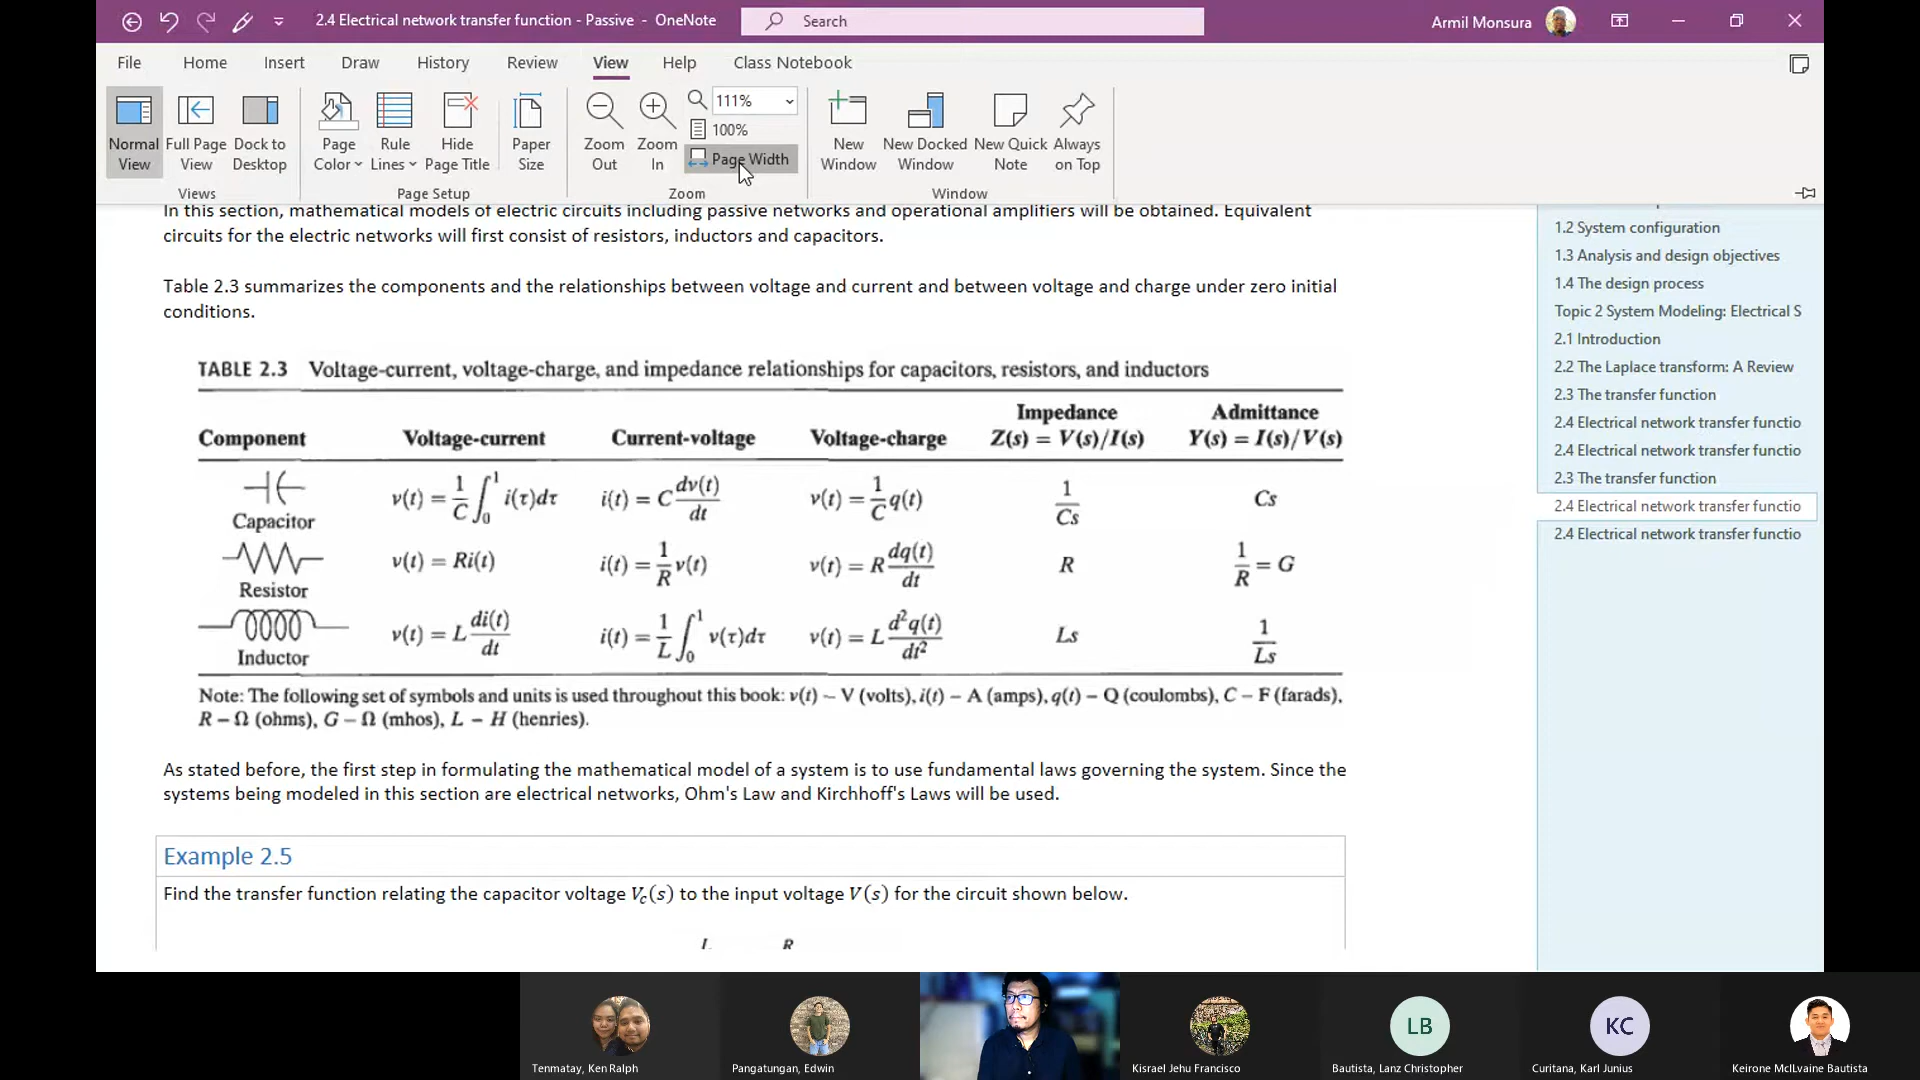 2.4 Electrical network transfer function - Passive - OneNote
Search
Armil Monsura
File Home Insert Draw History Review View Help Class Notebook
Normal View
Full Page View
Dock to Desktop
Views
Page Color
Rule Lines
Hide Page Title
Paper Size
Page Setup
Zoom Out
Zoom In
111%
100%
Page Width
Zoom
New Window
New Docked Window
New Quick Note
Always on Top
Window
In this section, mathematical models of electric circuits including passive networks and operational amplifiers will be obtained. Equivalent
circuits for the electric networks will first consist of resistors, inductors and capacitors.
Table 2.3 summarizes the components and the relationships between voltage and current and between voltage and charge under zero initial
conditions.
TABLE 2.3 Voltage-current, voltage-charge, and impedance relationships for capacitors, resistors, and inductors
Component Voltage-current Current-voltage Voltage-charge Impedance Z(s) = V(s)/I(s) Admittance Y(s) = I(s)/V(s)
Capacitor v(t) = 1/C ∫₀¹ i(τ)dτ i(t) = C dv(t)/dt v(t) = 1/C q(t) 1/Cs Cs
Resistor v(t) = Ri(t) i(t) = 1/R v(t) v(t) = R dq(t)/dt R 1/R = G
Inductor v(t) = L di(t)/dt i(t) = 1/L ∫₀¹ v(τ)dτ v(t) = L d²q(t)/dt² Ls 1/Ls
Note: The following set of symbols and units is used throughout this book: v(t) – V (volts), i(t) – A (amps), q(t) – Q (coulombs), C – F (farads),
R – Ω (ohms), G – Ω (mhos), L – H (henries).
As stated before, the first step in formulating the mathematical model of a system is to use fundamental laws governing the system. Since the
systems being modeled in this section are electrical networks, Ohm's Law and Kirchhoff's Laws will be used.
Example 2.5
Find the transfer function relating the capacitor voltage Vc(s) to the input voltage V(s) for the circuit shown below.
L R
1.2 System configuration
1.3 Analysis and design objectives
1.4 The design process
Topic 2 System Modeling: Electrical S
2.1 Introduction
2.2 The Laplace transform: A Review
2.3 The transfer function
2.4 Electrical network transfer functio
2.4 Electrical network transfer functio
2.3 The transfer function
2.4 Electrical network transfer functio
2.4 Electrical network transfer functio
LB
KC
Tenmatay, Ken Ralph
Pangatungan, Edwin
Kisrael Jehu Francisco
Bautista, Lanz Christopher
Curitana, Karl Junius
Keirone McIlvaine Bautista